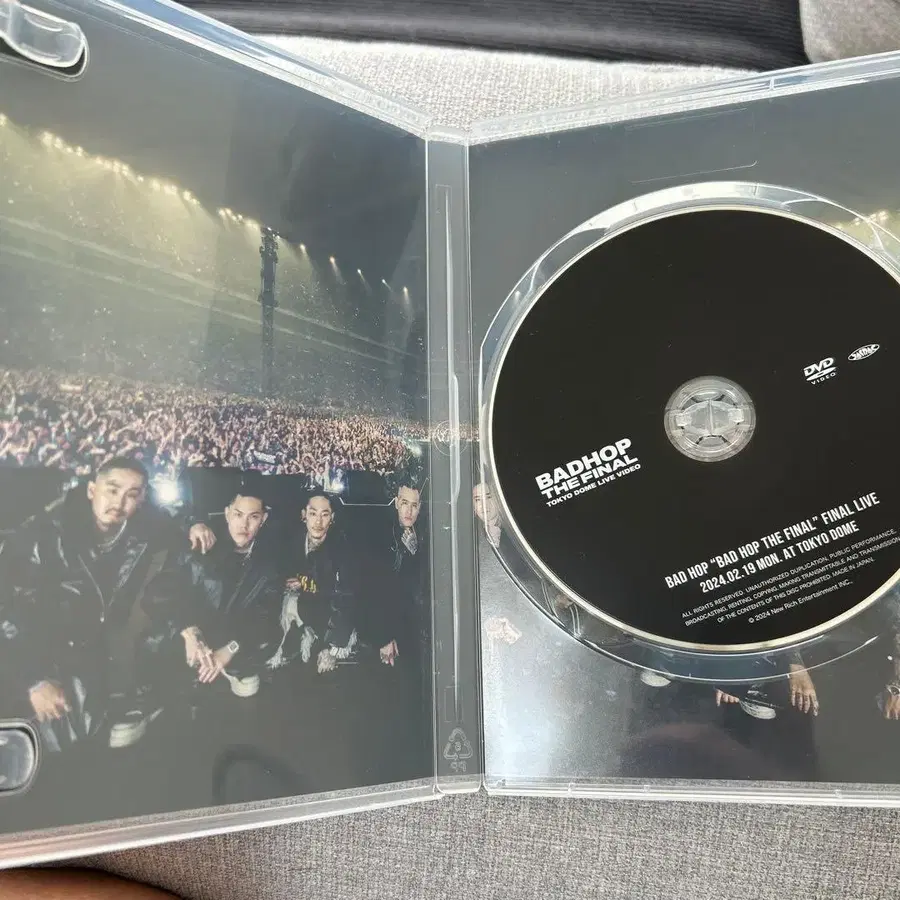 DVD
VIDEO
JASRAC
BADHOP
THE FINAL
TOKYO DOME LIVE VIDEO
BAD HOP "BAD HOP THE FINAL" FINAL LIVE
2024.02.19 MON. AT TOKYO DOME
ALL RIGHTS RESERVED. UNAUTHORIZED DUPLICATION, PUBLIC PERFORMANCE,
BROADCASTING, RENTING, COPYING, MAKING TRANSMITTABLE AND TRANSMISSION
OF THE CONTENTS OF THIS DISC PROHIBITED. MADE IN JAPAN.
© 2024 New Rich Entertainment INC.,
PP